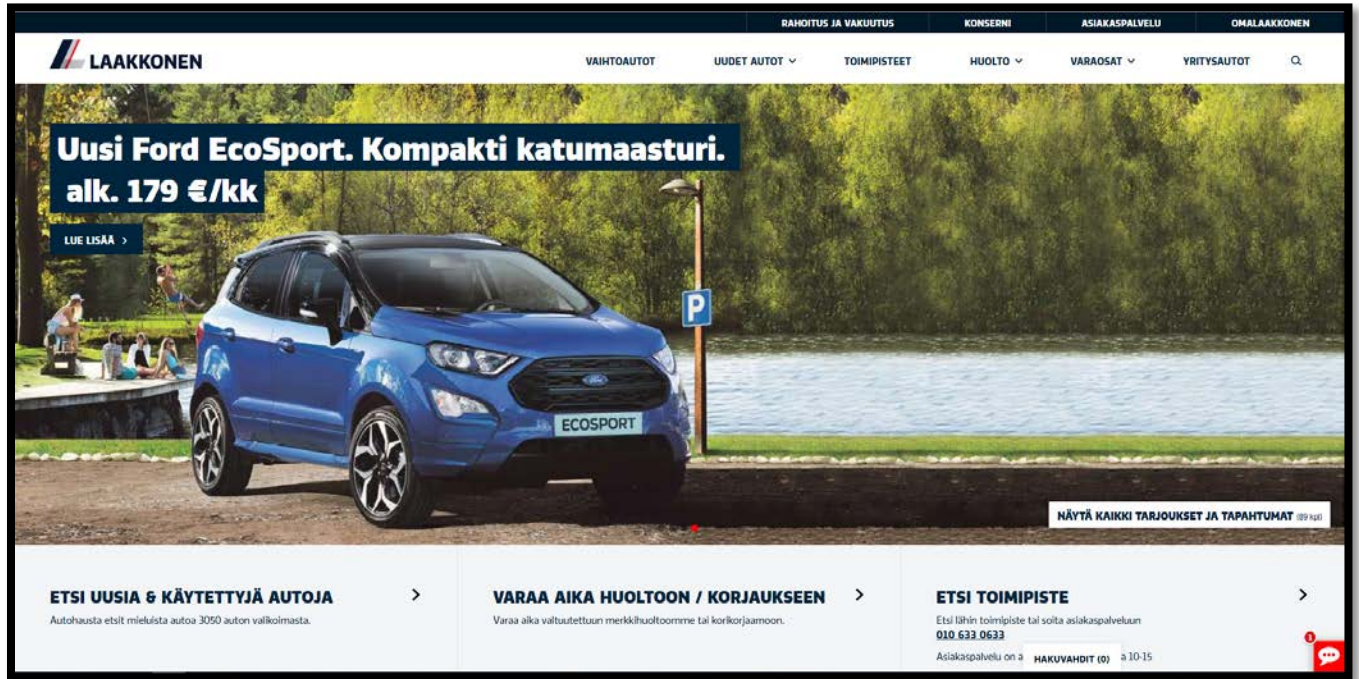 RAHOITUS JA VAKUUTUS KONSERNI ASIAKASPALVELU OMALAAKKONEN
LAAKKONEN VAIHTOAUTOT UUDET AUTOT TOIMIPISTEET HUOLTO VARAOSAT YRITYSAUTOT
Uusi Ford EcoSport. Kompakti katumaasturi.
alk. 179 €/kk
LUE LISÄÄ >
P
ECOSPORT
NÄYTÄ KAIKKI TARJOUKSET JA TAPAHTUMAT (89 kpl)
ETSI UUSIA & KÄYTETTYJÄ AUTOJA >
Autohausta etsit mieluista autoa 3050 auton valikoimasta.
VARAA AIKA HUOLTOON / KORJAUKSEEN >
Varaa aika valtuutettuun merkkihuoltoomme tai korikorjaamoon.
ETSI TOIMIPISTE >
Etsi lähin toimipiste tai soita asiakaspalveluun
010 633 0633
Asiakaspalvelu on a HAKUVAHDIT (0) a 10-15
1